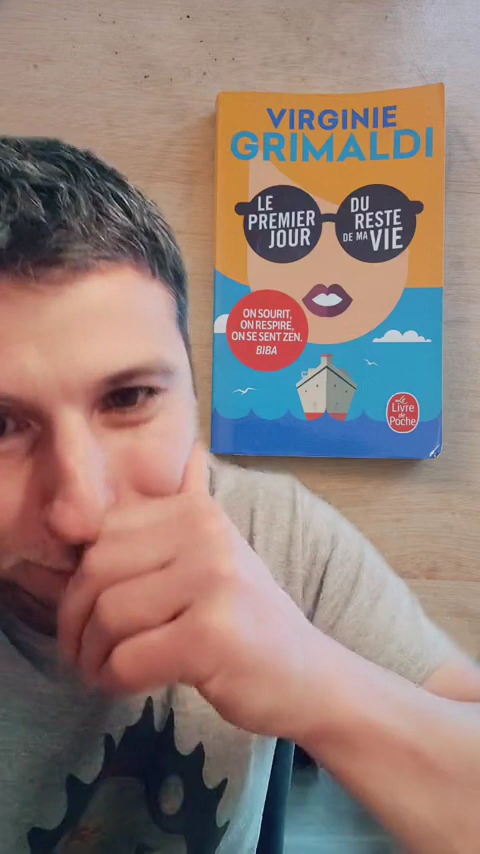 VIRGINIE
GRIMALDI
LE
PREMIER
JOUR
DU
RESTE
DE MA VIE
ON SOURIT,
ON RESPIRE,
ON SE SENT ZEN.
BIBA
Le
Livre
de
Poche